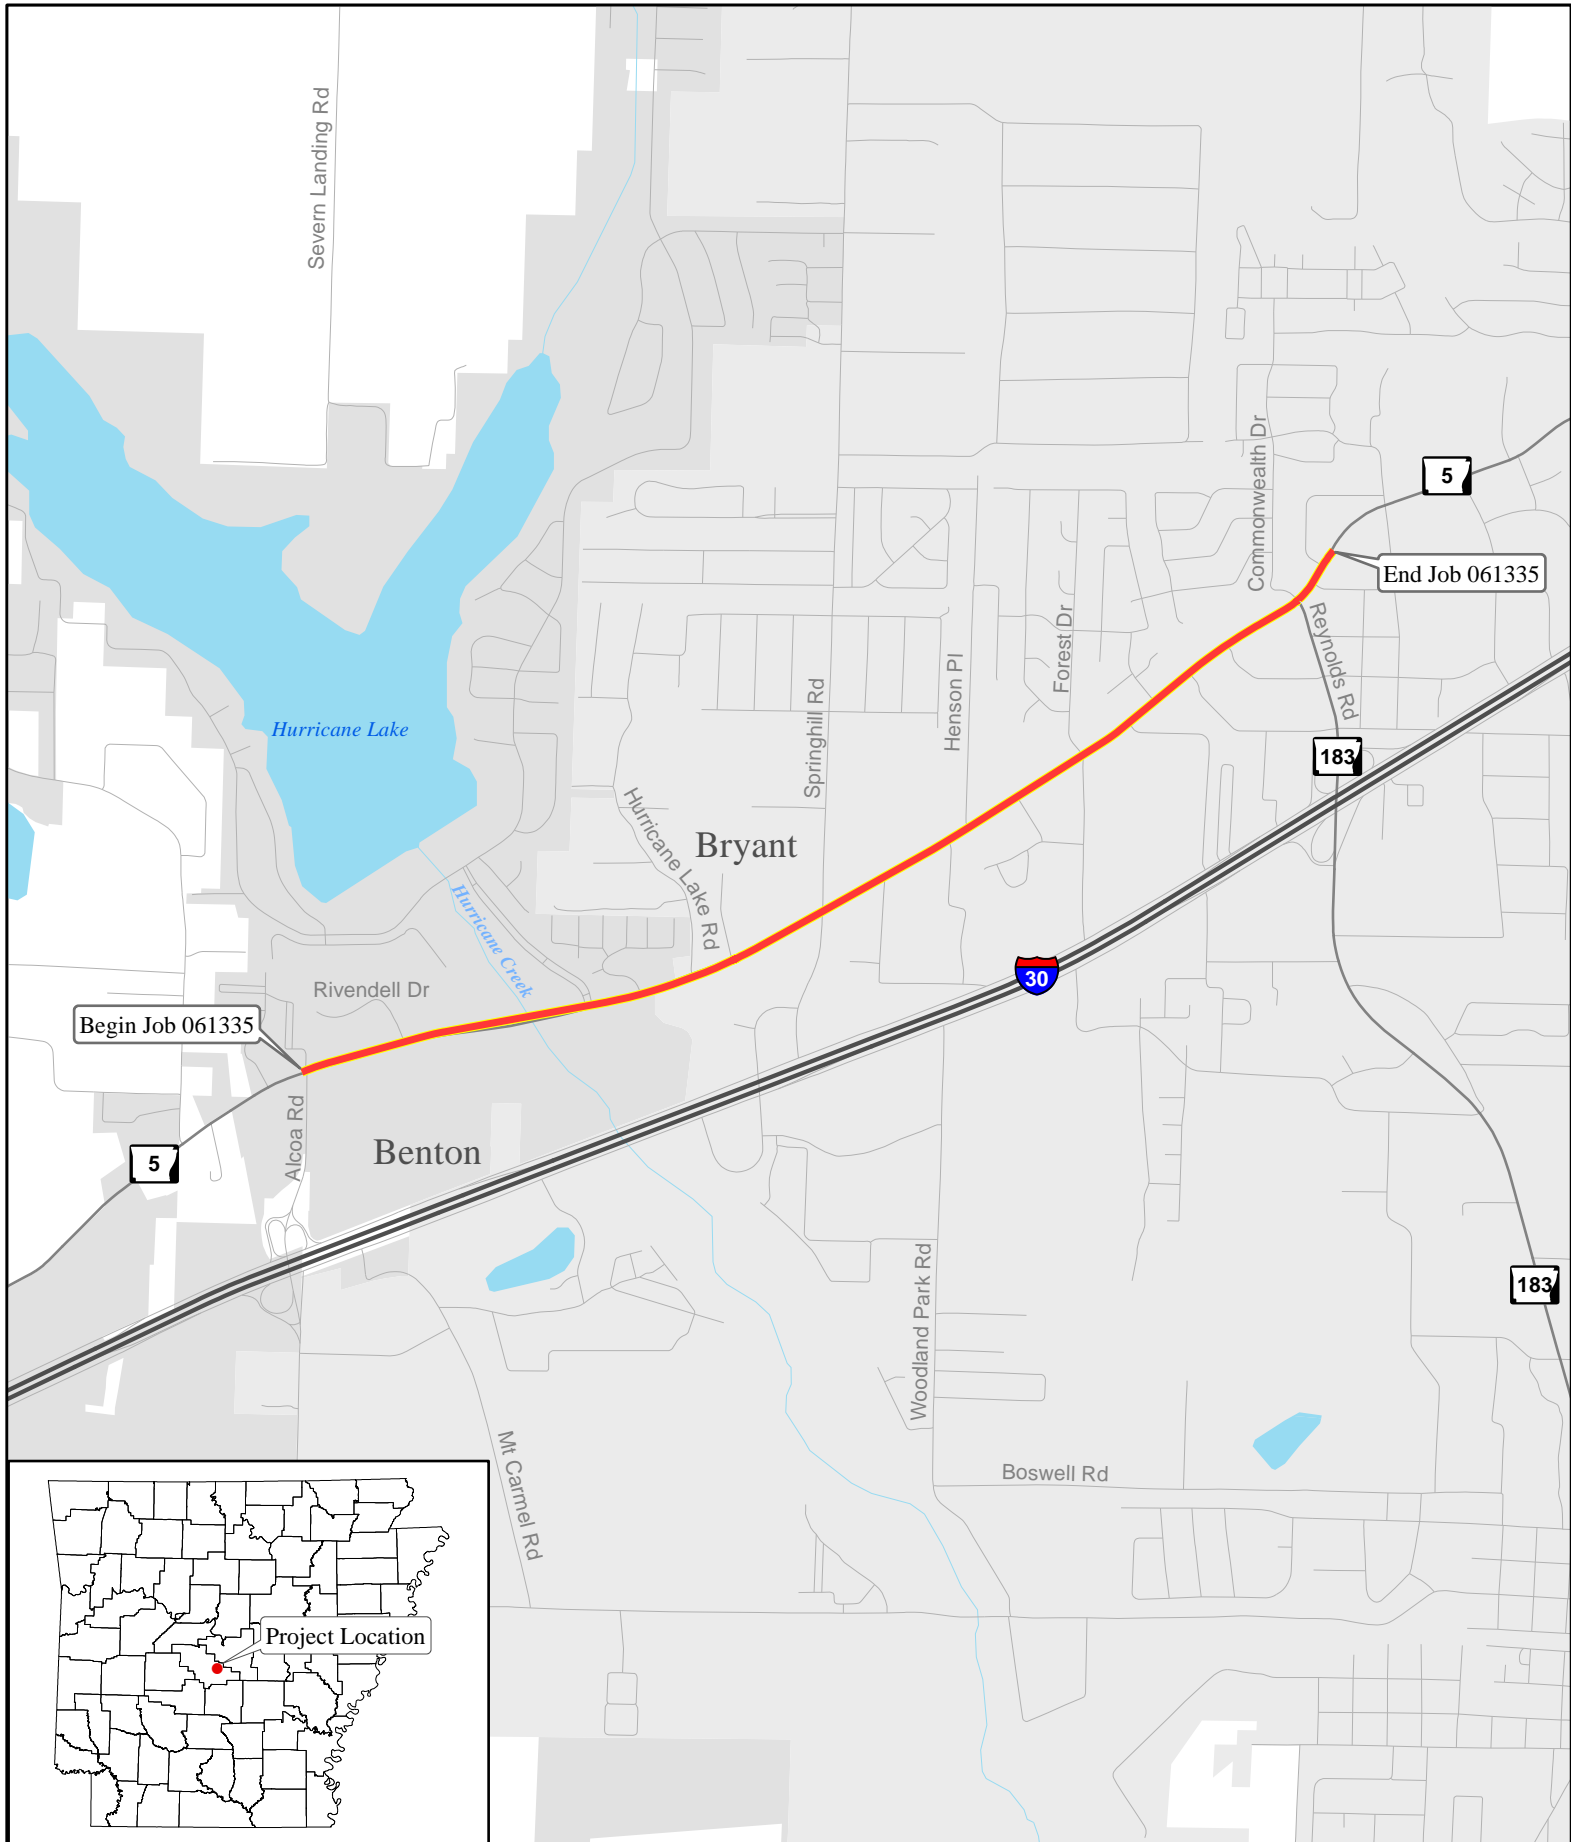 Severn Landing Rd
Commonwealth Dr
5
End Job 061335
Reynolds Rd
Forest Dr
Henson Pl
Springhill Rd
Hurricane Lake
183
Hurricane Lake Rd
Bryant
Hurricane Creek
30
Rivendell Dr
Begin Job 061335
Alcoa Rd
Benton
5
Woodland Park Rd
183
Mt Carmel Rd
Boswell Rd
Project Location